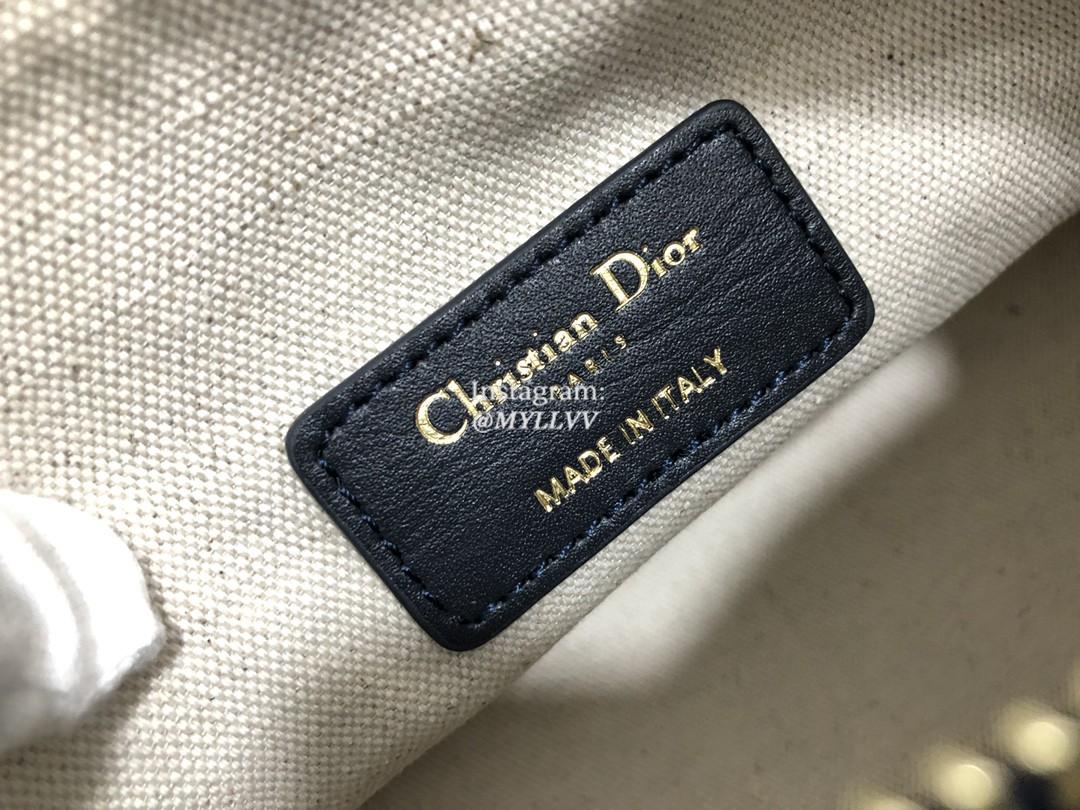 Christian Dior
PARIS
Instagram:
@MYLLVV
MADE IN ITALY